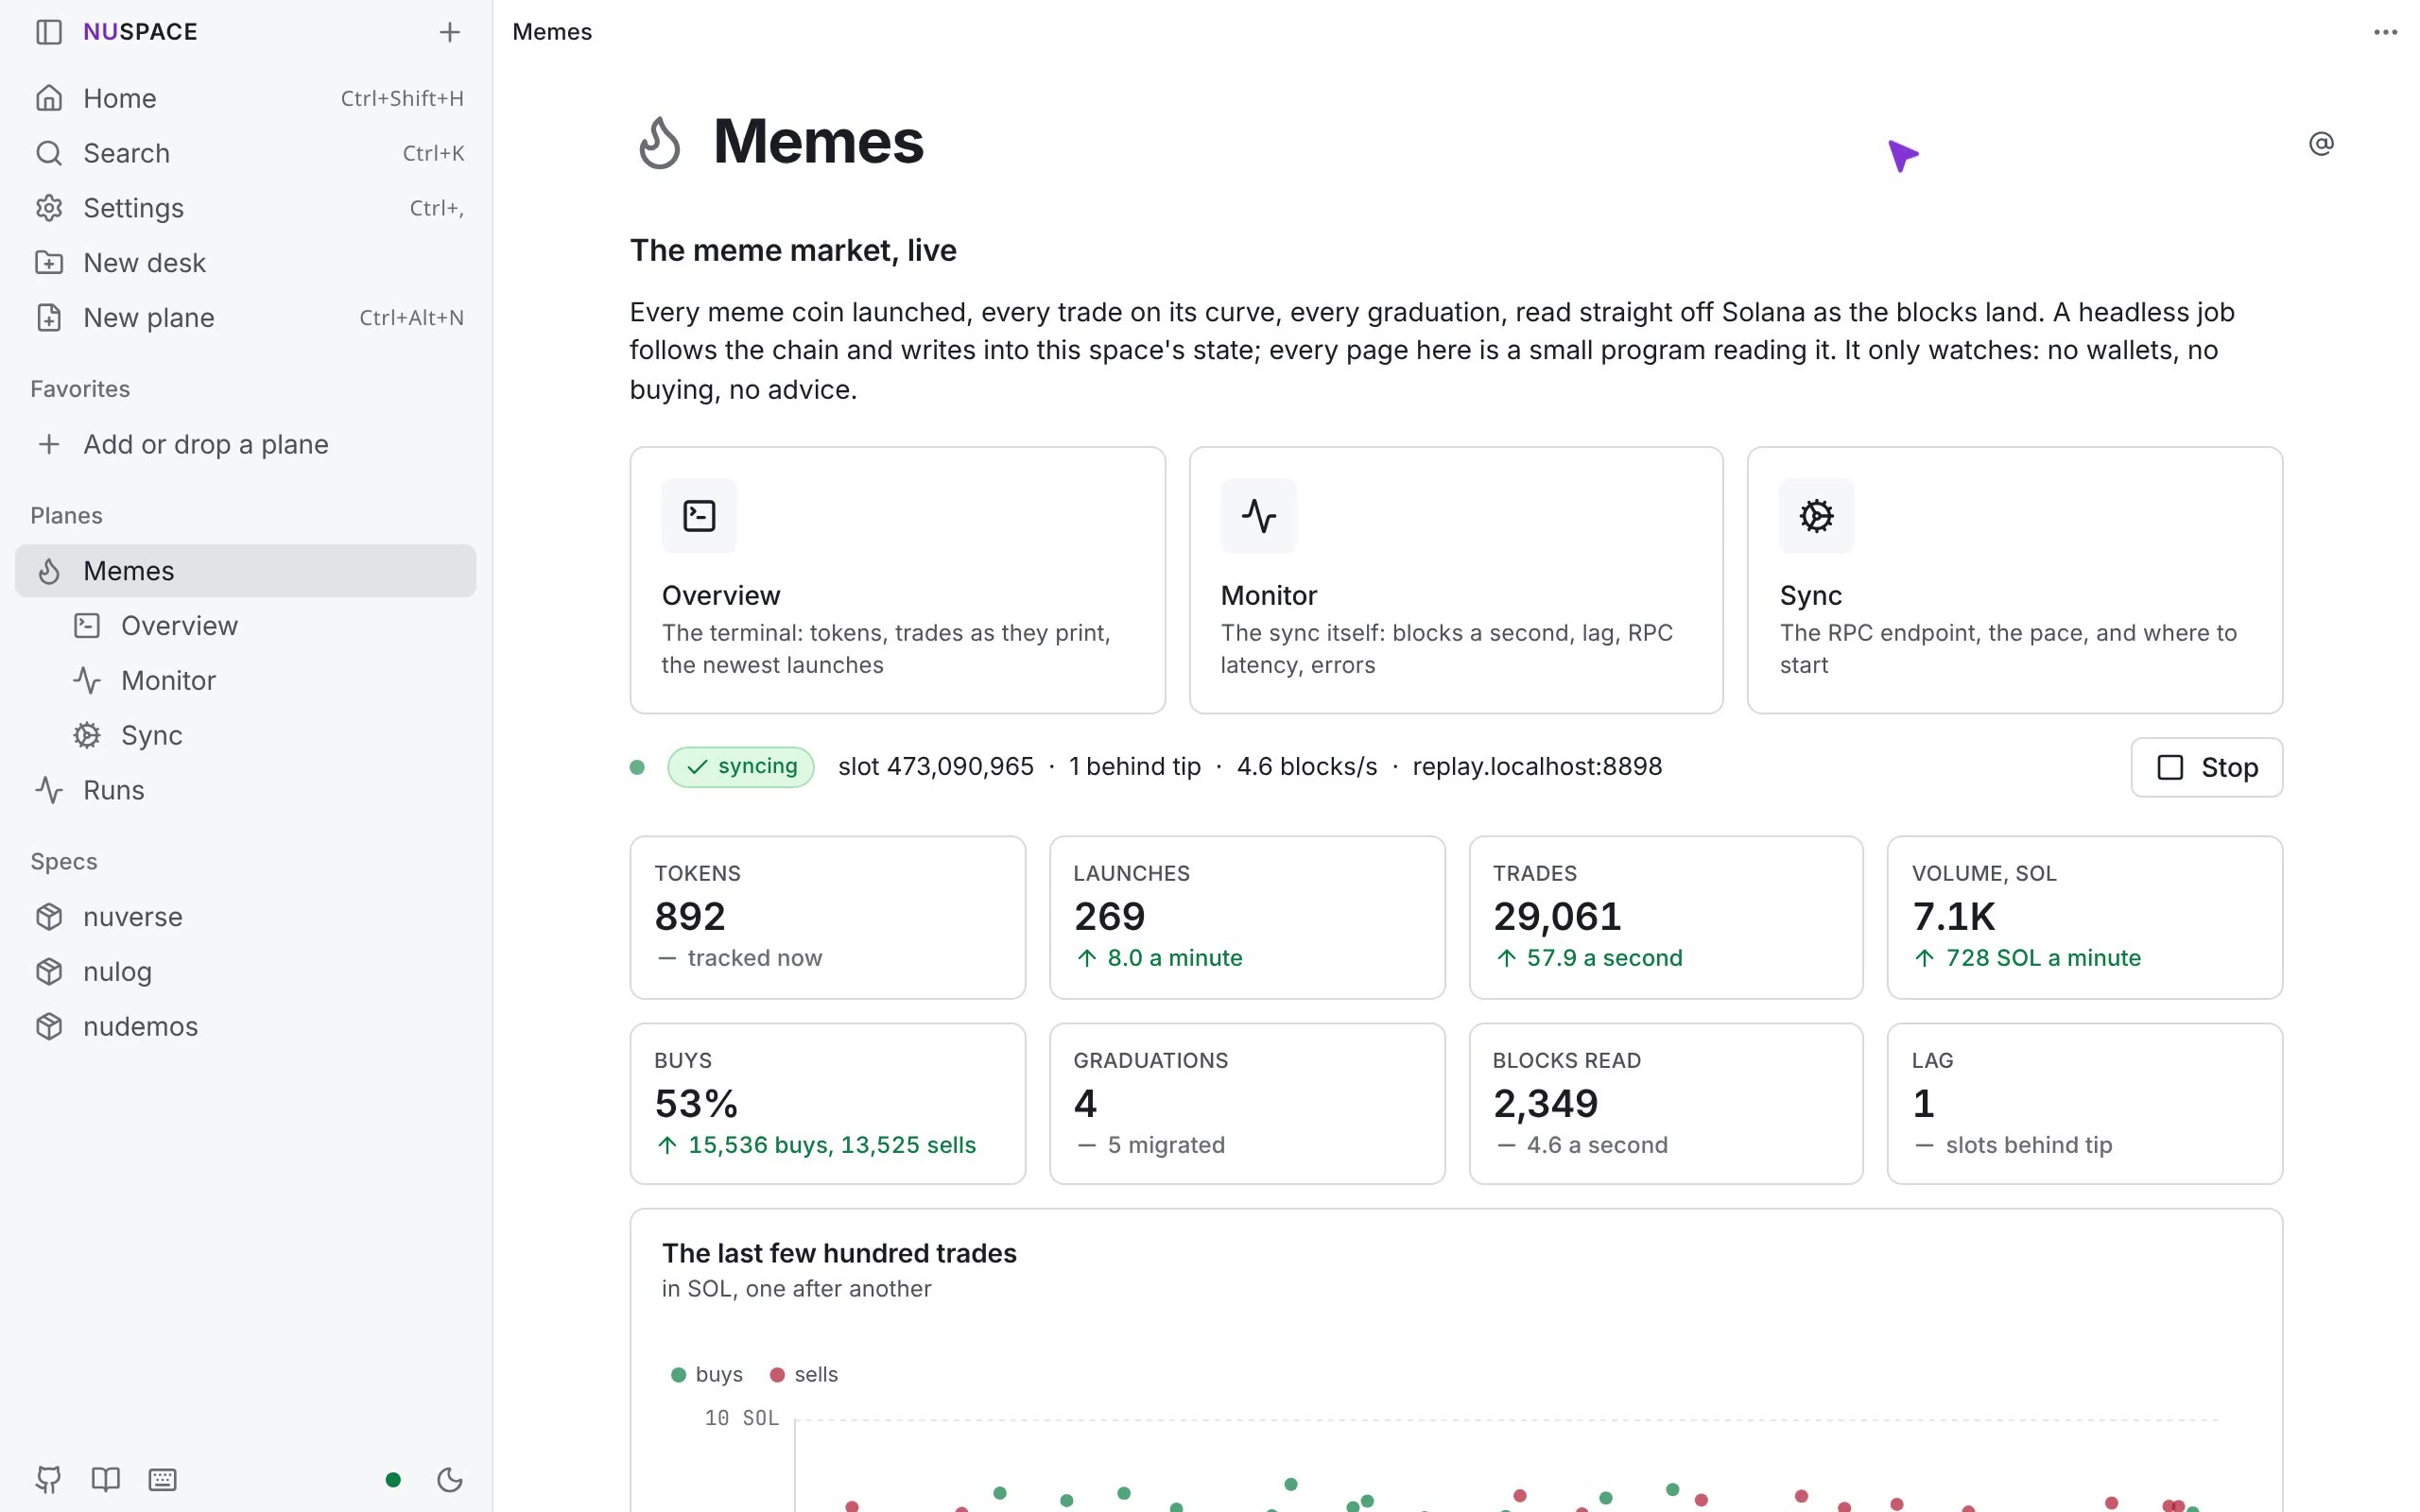 NUSPACE
Home Ctrl+Shift+H
Search Ctrl+K
Settings Ctrl+,
New desk
New plane Ctrl+Alt+N
Favorites
Add or drop a plane
Planes
Memes
Overview
Monitor
Sync
Runs
Specs
nuverse
nulog
nudemos
Memes
Memes
The meme market, live
Every meme coin launched, every trade on its curve, every graduation, read straight off Solana as the blocks land. A headless job
follows the chain and writes into this space's state; every page here is a small program reading it. It only watches: no wallets, no
buying, no advice.
Overview
The terminal: tokens, trades as they print,
the newest launches
Monitor
The sync itself: blocks a second, lag, RPC
latency, errors
Sync
The RPC endpoint, the pace, and where to
start
syncing slot 473,090,965 · 1 behind tip · 4.6 blocks/s · replay.localhost:8898 Stop
TOKENS
892
— tracked now
LAUNCHES
269
↑ 8.0 a minute
TRADES
29,061
↑ 57.9 a second
VOLUME, SOL
7.1K
↑ 728 SOL a minute
BUYS
53%
↑ 15,536 buys, 13,525 sells
GRADUATIONS
4
— 5 migrated
BLOCKS READ
2,349
— 4.6 a second
LAG
1
— slots behind tip
The last few hundred trades
in SOL, one after another
buys sells
10 SOL